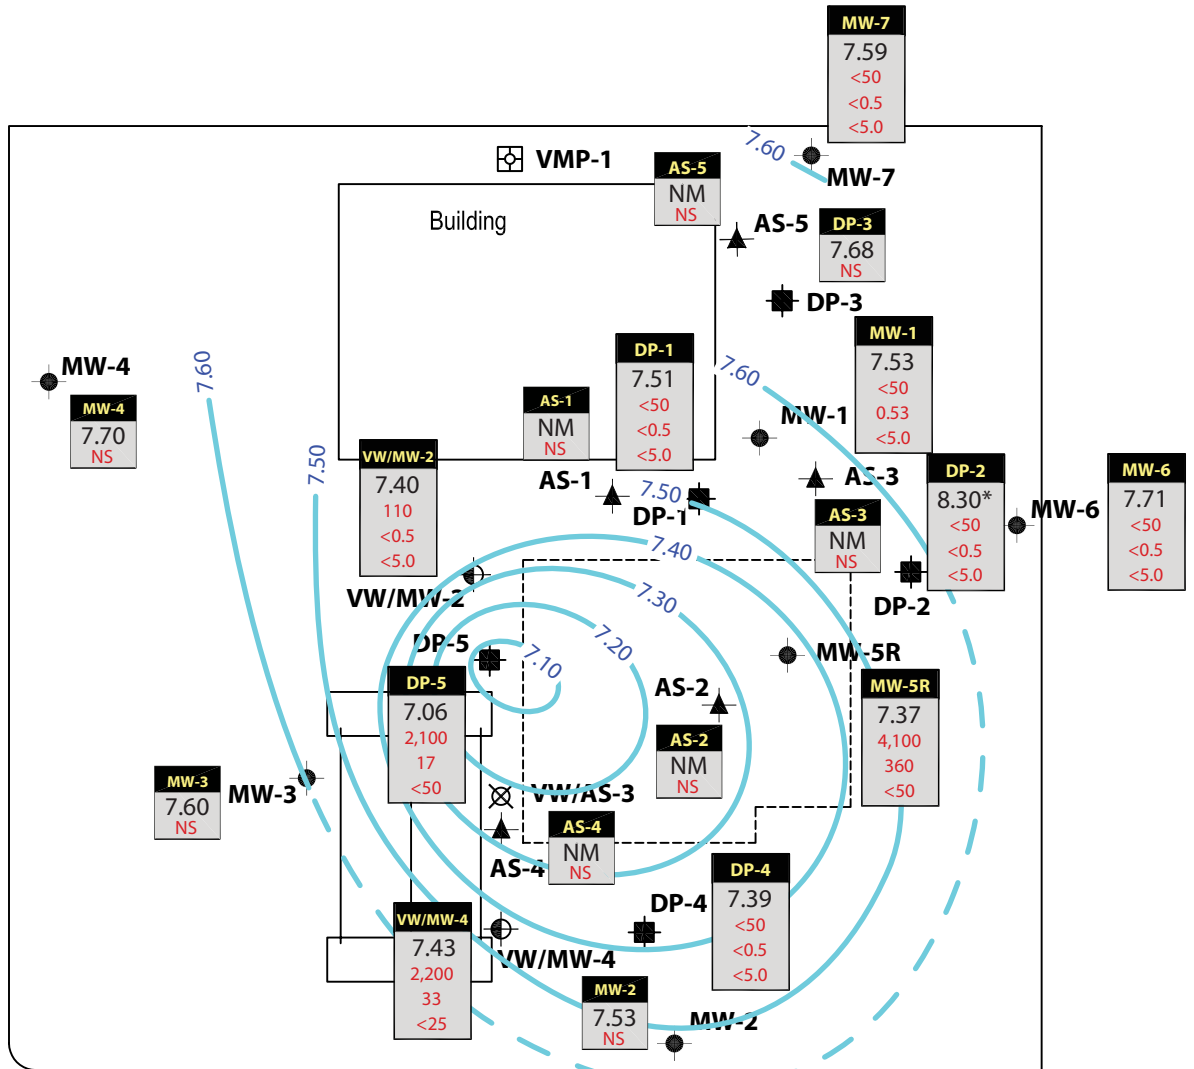 MW-7
7.59
<50
<0.5
<5.0
7.60
MW-7
VMP-1
AS-5
NM
NS
Building
AS-5
DP-3
7.68
NS
DP-3
MW-4
MW-4
7.70
NS
7.60
DP-1
7.51
<50
<0.5
<5.0
7.60
MW-1
7.53
<50
0.53
<5.0
MW-1
AS-1
NM
NS
VW/MW-2
7.40
110
<0.5
<5.0
7.50
AS-1
7.50
DP-1
AS-3
AS-3
NM
NS
DP-2
8.30*
<50
<0.5
<5.0
MW-6
MW-6
7.71
<50
<0.5
<5.0
7.40
VW/MW-2
7.30
DP-2
DP-5
7.20
7.10
MW-5R
DP-5
7.06
2,100
17
<50
AS-2
MW-5R
7.37
4,100
360
<50
AS-2
NM
NS
MW-3
7.60
NS
MW-3
VW/AS-3
AS-4
NM
NS
AS-4
DP-4
7.39
<50
<0.5
<5.0
DP-4
VW/MW-4
7.43
2,200
33
<25
VW/MW-4
MW-2
7.53
NS
MW-2